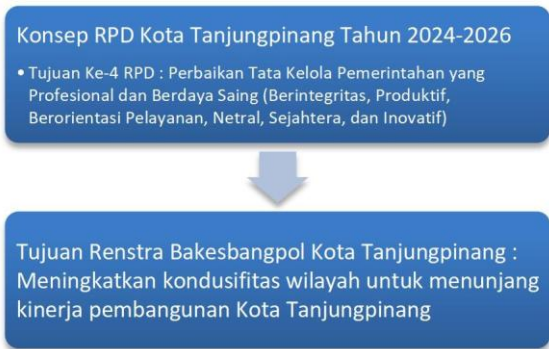 Konsep RPD Kota Tanjungpinang Tahun 2024-2026
• Tujuan Ke-4 RPD : Perbaikan Tata Kelola Pemerintahan yang
Profesional dan Berdaya Saing (Berintegritas, Produktif,
Berorientasi Pelayanan, Netral, Sejahtera, dan Inovatif)
Tujuan Renstra Bakesbangpol Kota Tanjungpinang :
Meningkatkan kondusifitas wilayah untuk menunjang
kinerja pembangunan Kota Tanjungpinang